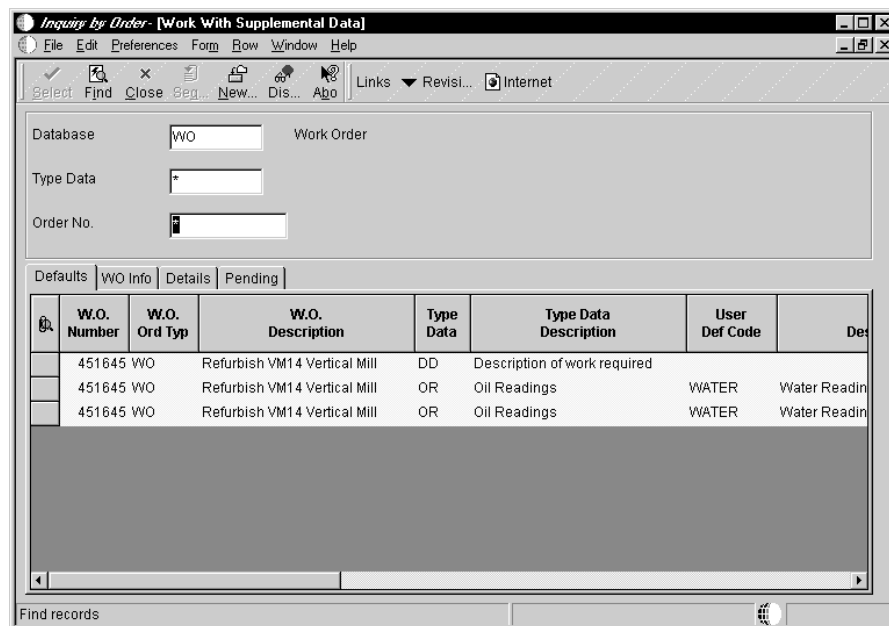 Inquiry by Order - [Work With Supplemental Data]
File Edit Preferences Form Row Window Help
Select Find Close Seq... New... Dis... Abo Links Revisi... Internet
Database WO Work Order
Type Data *
Order No. *
Defaults WO Info Details Pending
W.O. Number W.O. Ord Typ W.O. Description Type Data Type Data Description User Def Code Des
451645 WO Refurbish VM14 Vertical Mill DD Description of work required
451645 WO Refurbish VM14 Vertical Mill OR Oil Readings WATER Water Readin
451645 WO Refurbish VM14 Vertical Mill OR Oil Readings WATER Water Readin
Find records